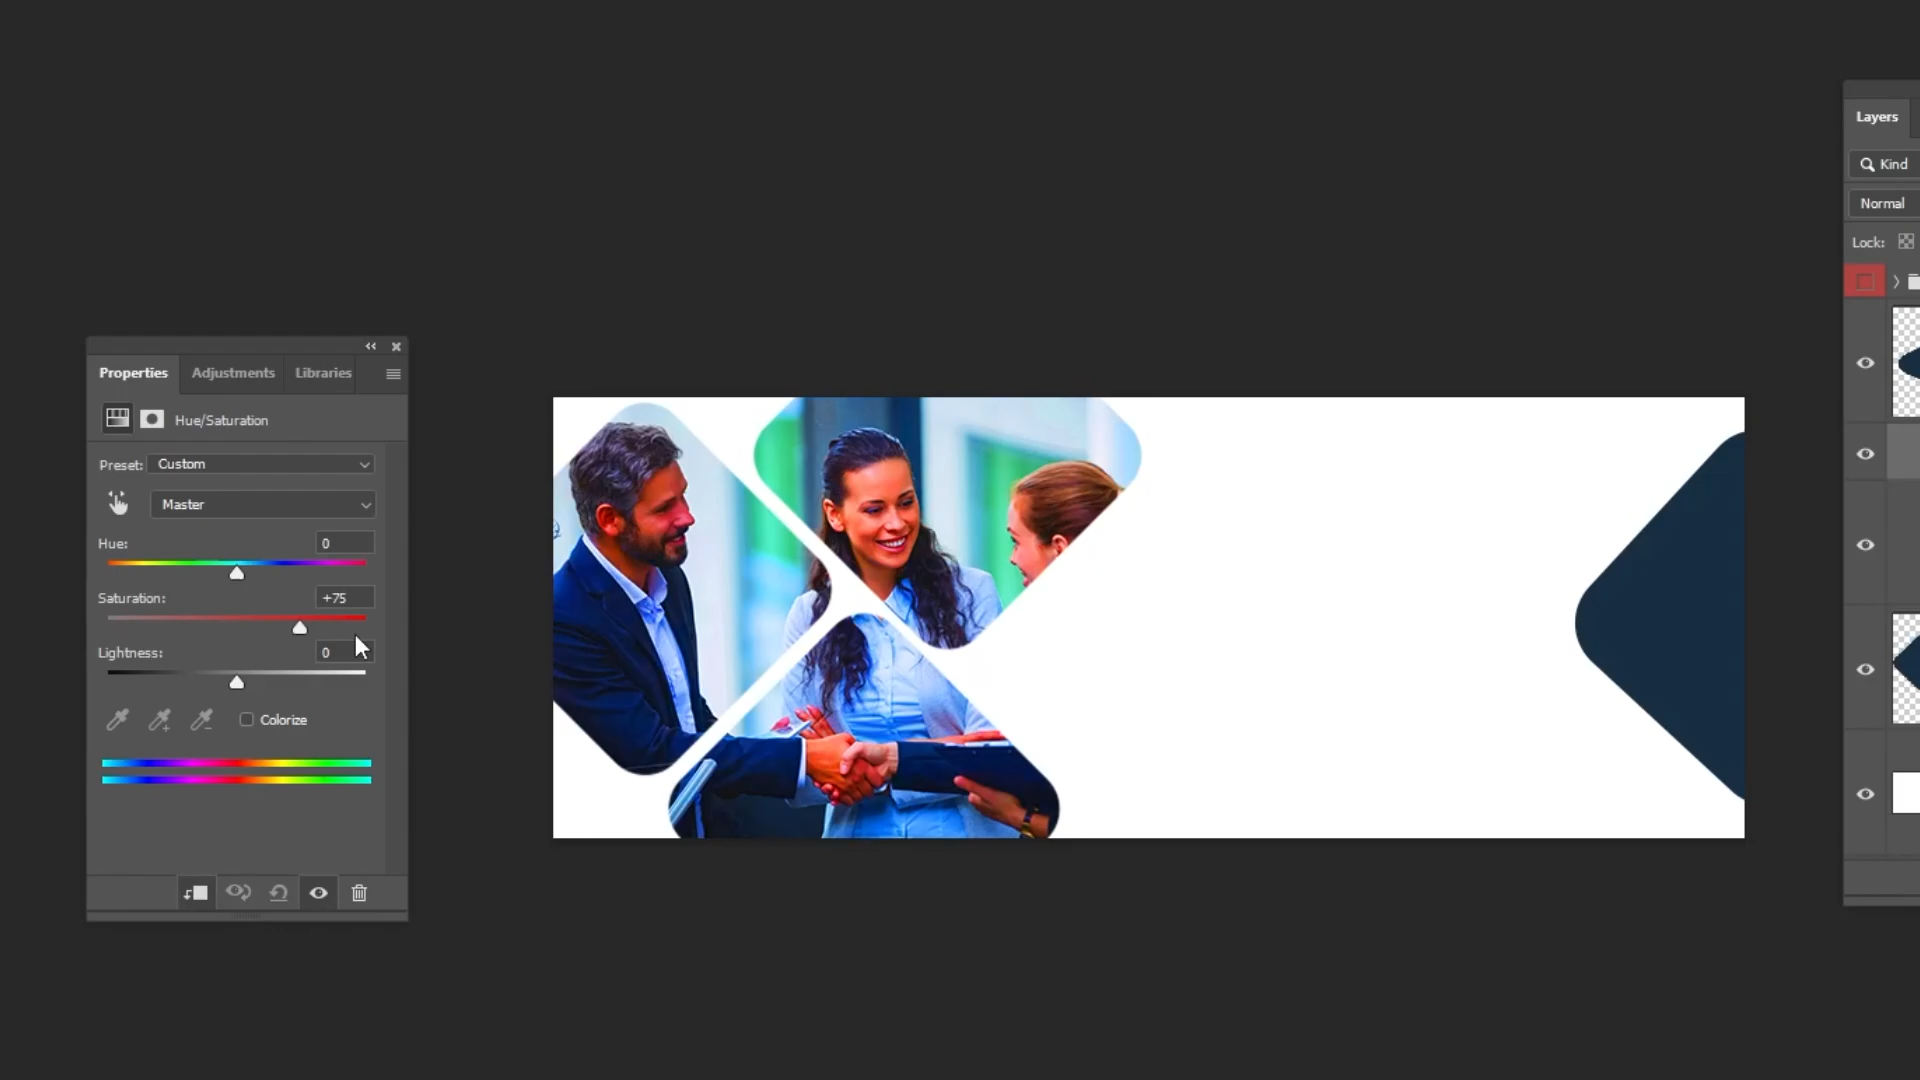 Properties Adjustments Libraries
Hue/Saturation
Preset: Custom
Master
Hue: 0
Saturation: +75
Lightness: 0
Colorize
Layers
Kind
Normal
Lock: